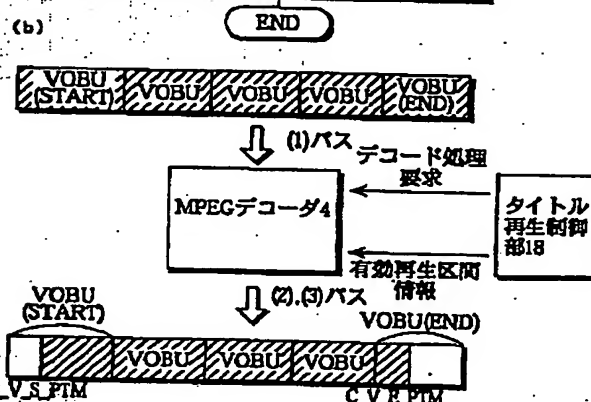 (b)
END
VOBU
(START)
VOBU
VOBU
VOBU
VOBU
(END)
(1)パス
デコード処理
要求
MPEGデコーダ4
タイトル
再生制御
部18
有効再生区間
情報
(2),(3)パス
VOBU
(START)
VOBU(END)
VOBU
VOBU
VOBU
V_S_PTM
C_V_E_PTM